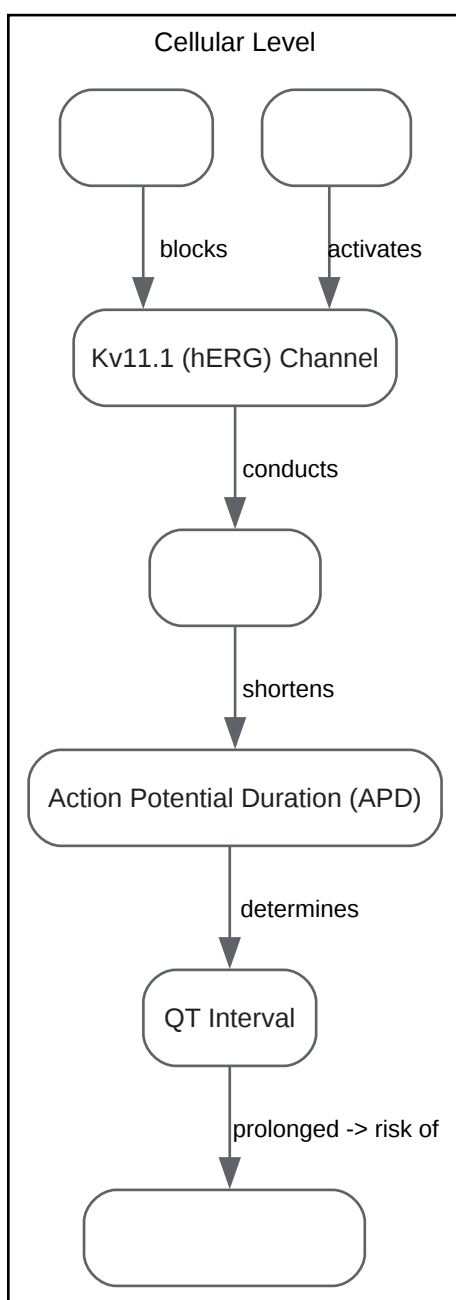 Cellular Level
blocks
activates
Kv11.1 (hERG) Channel
conducts
shortens
Action Potential Duration (APD)
determines
QT Interval
prolonged -> risk of